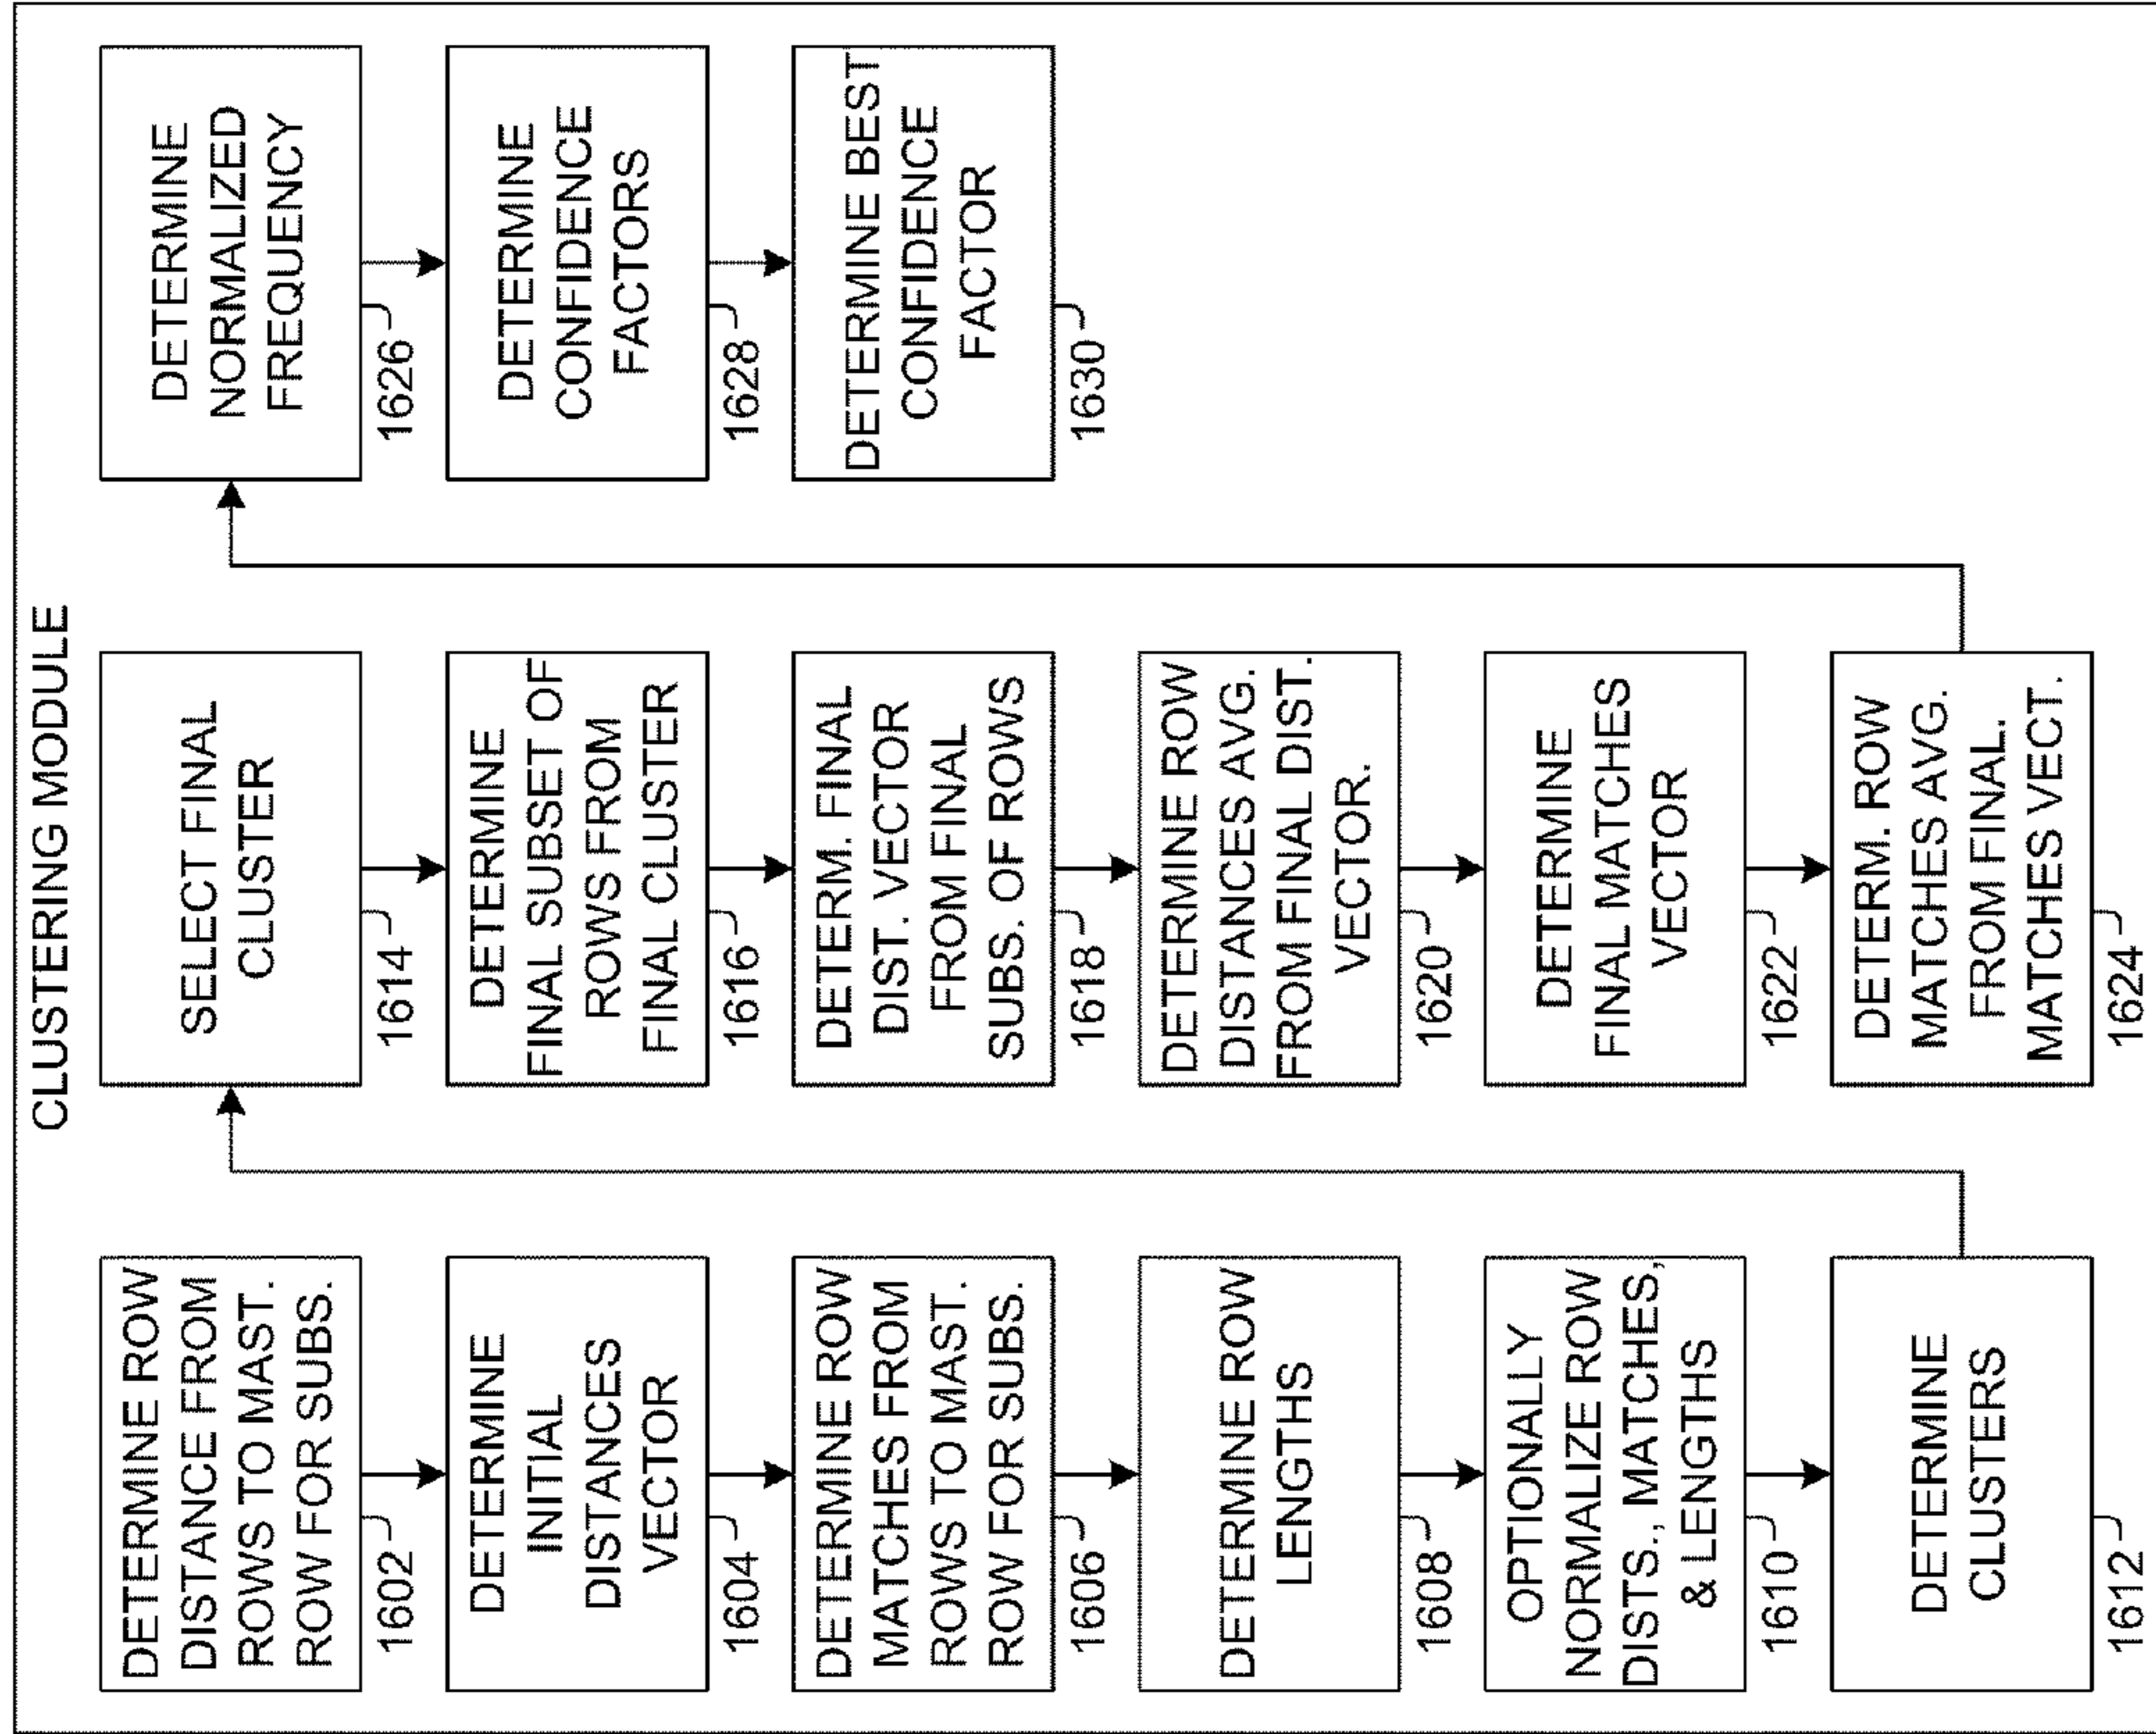 CLUSTERING MODULE
DETERMINE ROW
DISTANCE FROM
ROWS TO MAST.
ROW FOR SUBS.
1602
DETERMINE
INITIAL
DISTANCES
VECTOR
1604
DETERMINE ROW
MATCHES FROM
ROWS TO MAST.
ROW FOR SUBS.
1606
DETERMINE ROW
LENGTHS
1608
OPTIONALLY
NORMALIZE ROW
DISTS., MATCHES,
& LENGTHS
1610
DETERMINE
CLUSTERS
1612
SELECT FINAL
CLUSTER
1614
DETERMINE
FINAL SUBSET OF
ROWS FROM
FINAL CLUSTER
1616
DETERM. FINAL
DIST. VECTOR
FROM FINAL
SUBS. OF ROWS
1618
DETERMINE ROW
DISTANCES AVG.
FROM FINAL DIST.
VECTOR.
1620
DETERMINE
FINAL MATCHES
VECTOR
1622
DETERM. ROW
MATCHES AVG.
FROM FINAL.
MATCHES VECT.
1624
DETERMINE
NORMALIZED
FREQUENCY
1626
DETERMINE
CONFIDENCE
FACTORS
1628
DETERMINE BEST
CONFIDENCE
FACTOR
1630